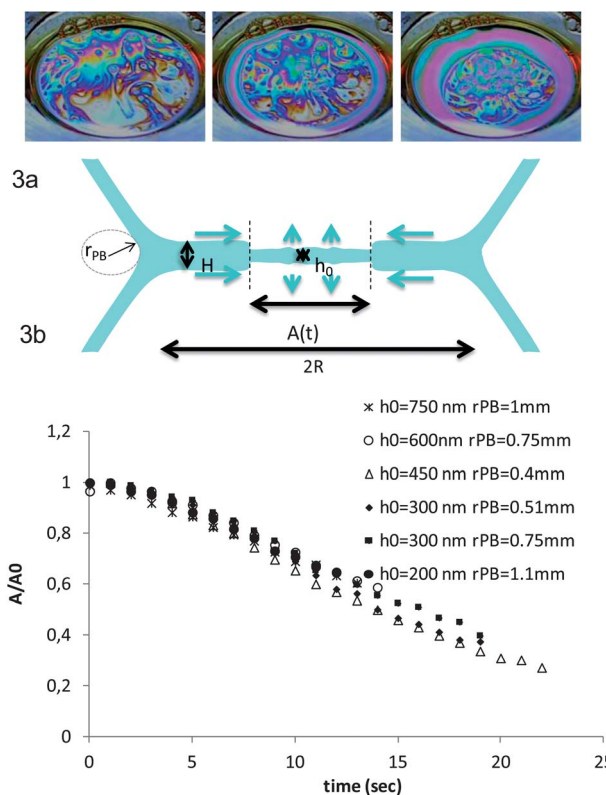 3a
r_PB
H
h_0
A(t)
2R
3b
h0=750 nm rPB=1mm
h0=600nm rPB=0.75mm
h0=450 nm rPB=0.4mm
h0=300 nm rPB=0.51mm
h0=300 nm rPB=0.75mm
h0=200 nm rPB=1.1mm
1,2
1
0,8
0,6
0,4
0,2
0
A/A0
0 5 10 15 20 25
time (sec)